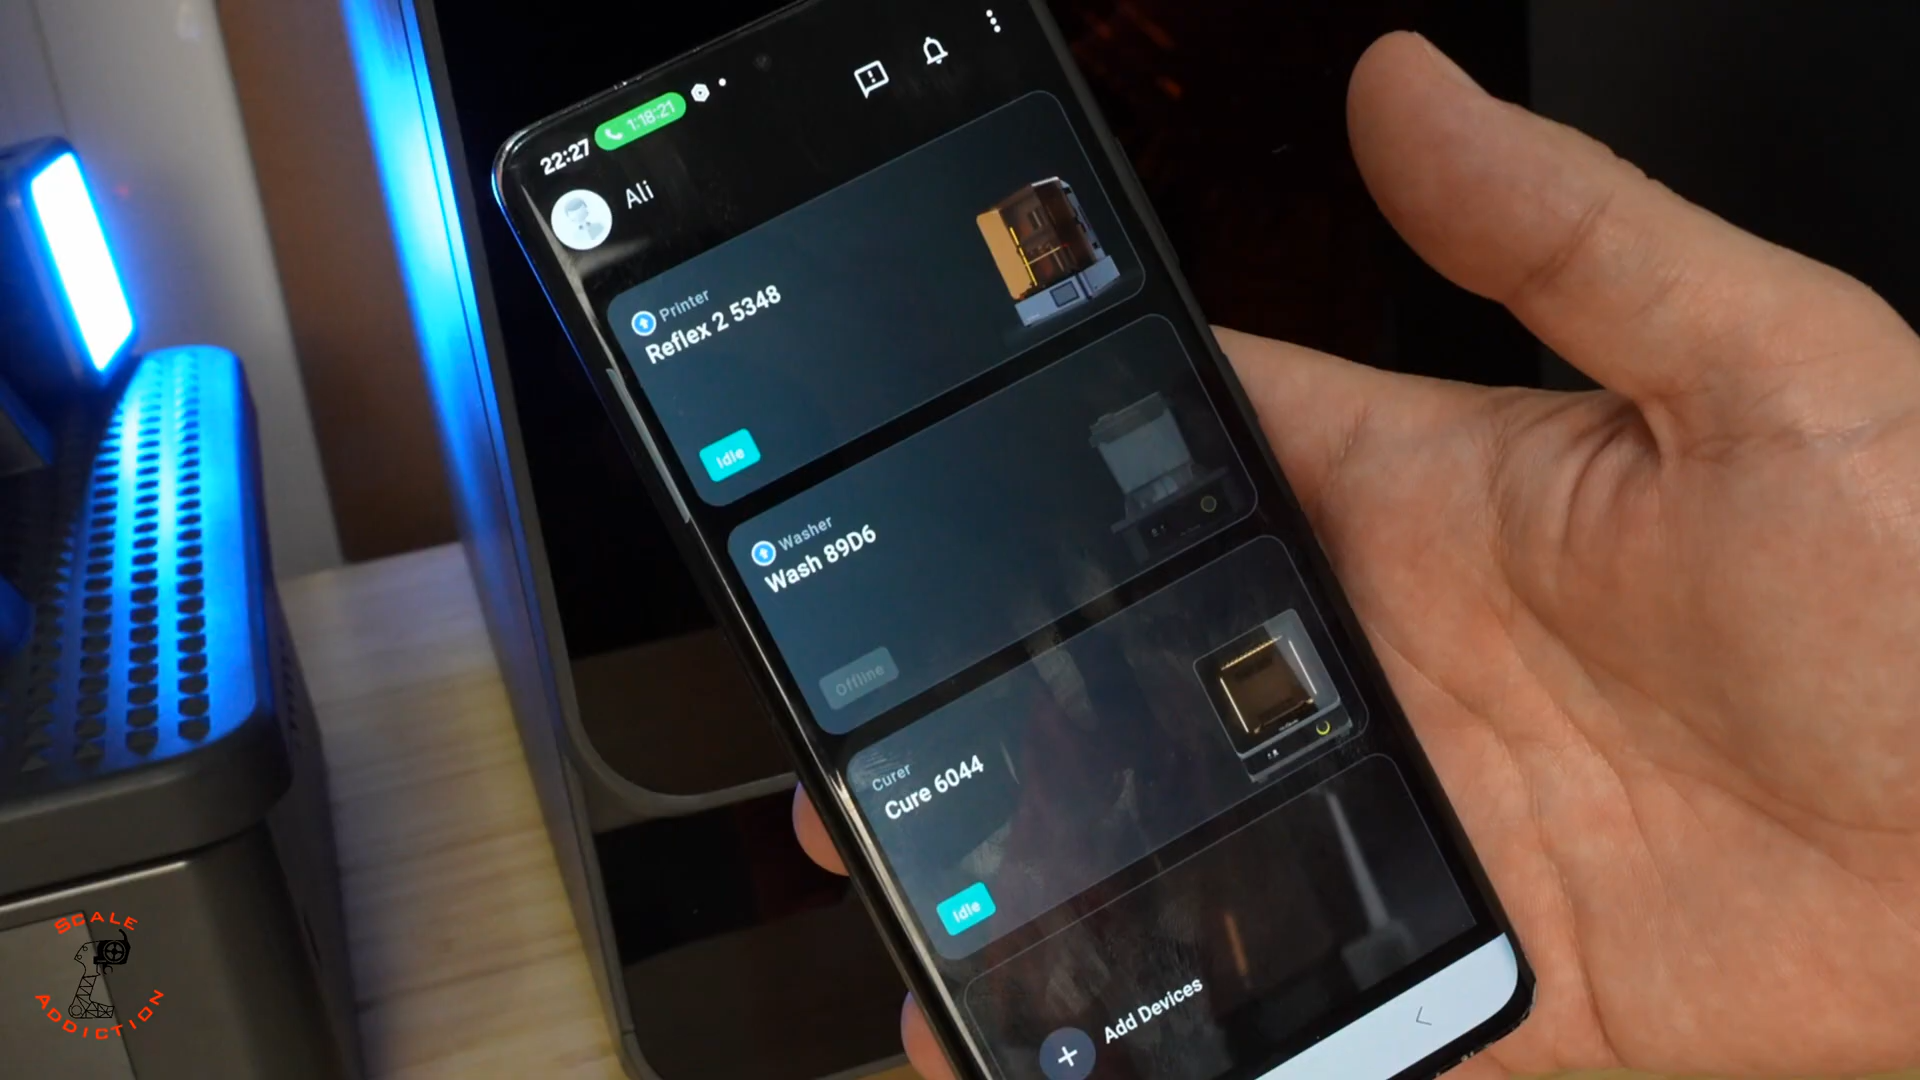 22:27
1:18:21
Ali
Printer
Reflex 2 5348
Idle
Washer
Wash 89D6
Offline
Curer
Cure 6044
Idle
Add Devices
SCALE
ADDICTION